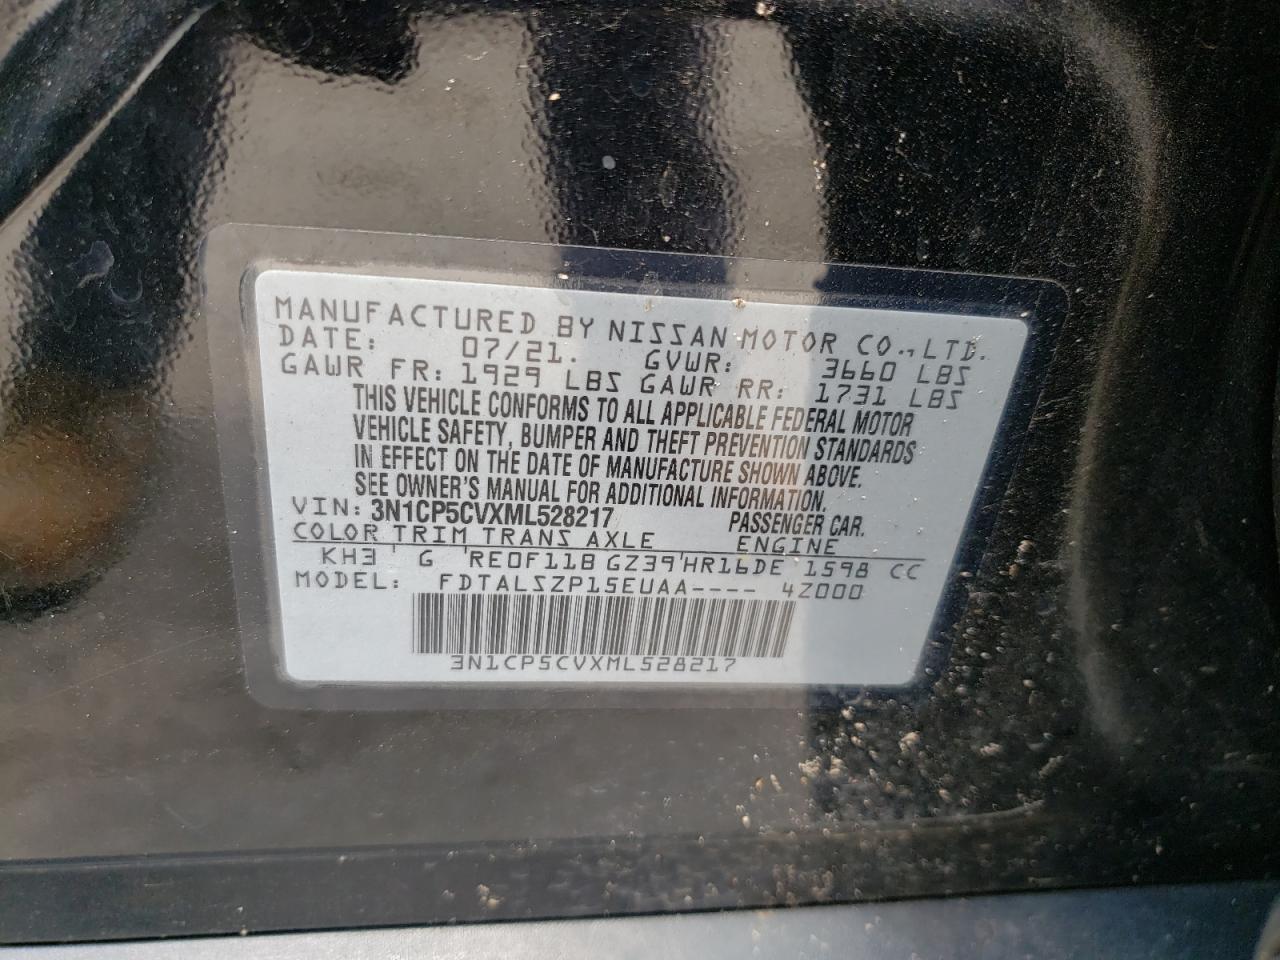 MANUFACTURED BY NISSAN MOTOR CO., LTD.
DATE: 07/21. GVWR: 3660 LBS
GAWR FR: 1929 LBS GAWR RR: 1731 LBS
THIS VEHICLE CONFORMS TO ALL APPLICABLE FEDERAL MOTOR
VEHICLE SAFETY, BUMPER AND THEFT PREVENTION STANDARDS
IN EFFECT ON THE DATE OF MANUFACTURE SHOWN ABOVE.
SEE OWNER'S MANUAL FOR ADDITIONAL INFORMATION.
VIN: 3N1CP5CVXML528217 PASSENGER CAR.
COLOR TRIM TRANS AXLE ENGINE
KH3 ' G ' RE0F11B GZ39'HR16DE 1598 CC
MODEL: FDTALSZP15EUAA---- 4Z000
3N1CP5CVXML528217